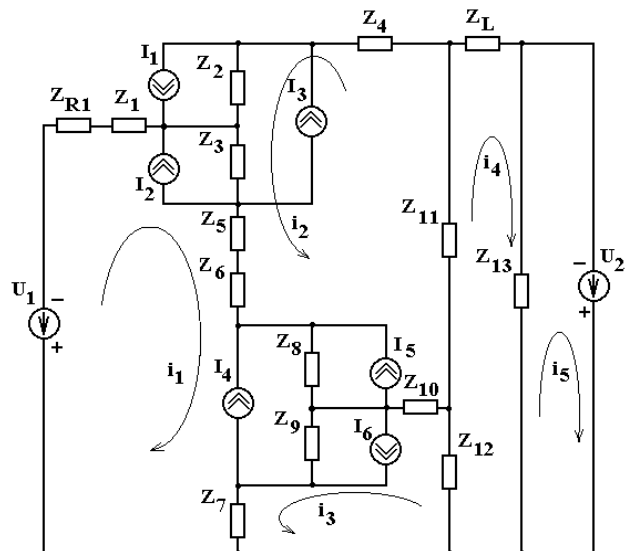 Z4 ZL
I1 Z2
ZR1 Z1 I3
Z3
I2 i4
Z5 i2 Z11
Z6 Z13 − U2
U1 − +
+ Z8 I5
i1 I4 Z10 i5
Z9 I6 Z12
Z7 i3